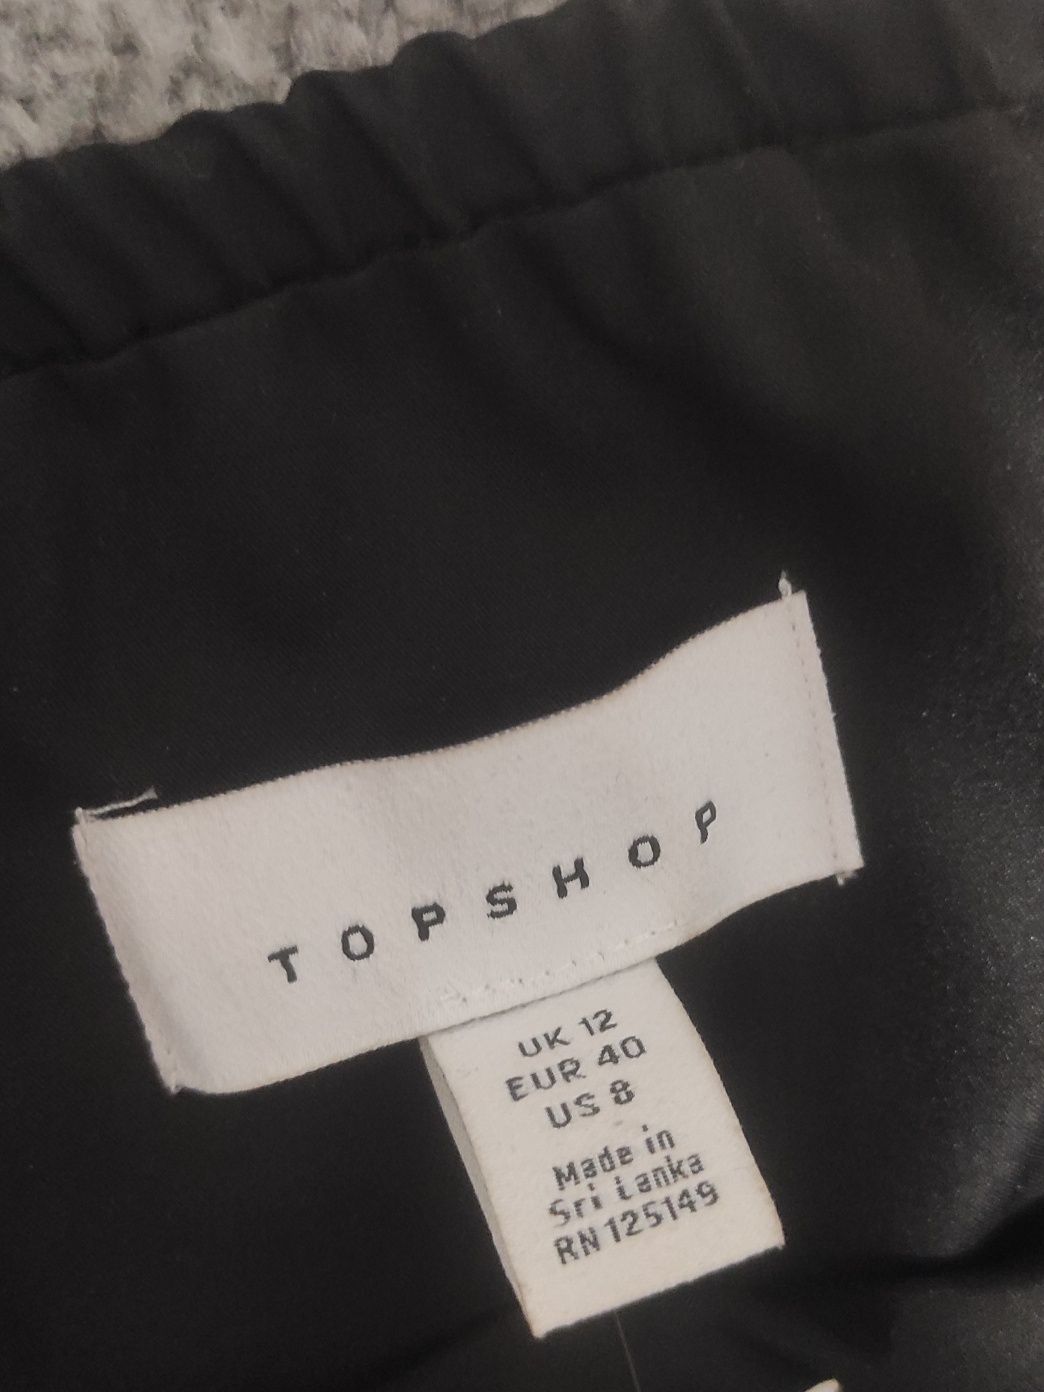 TOPSHOP
UK 12
EUR 40
US 8
Made in
Sri Lanka
RN 125149